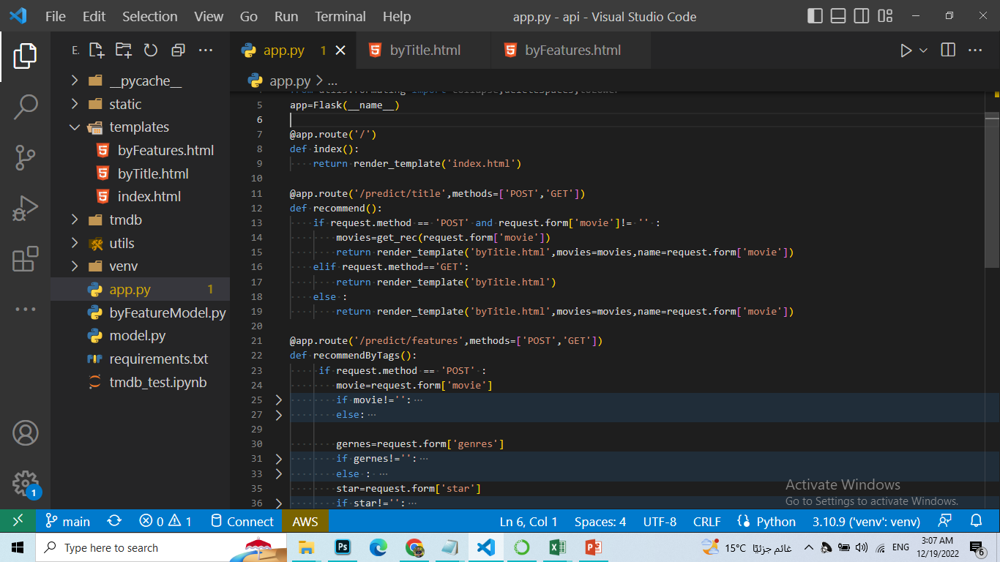 File Edit Selection View Go Run Terminal Help app.py - api - Visual Studio Code
E. app.py 1 byTitle.html byFeatures.html
__pycache__
static
templates
byFeatures.html
byTitle.html
index.html
tmdb
utils
venv
app.py 1
byFeatureModel.py
model.py
requirements.txt
tmdb_test.ipynb
1
app.py > ...
from utils.formating import collapse,deleteSpaces,
5 app=Flask(__name__)
6
7 @app.route('/')
8 def index():
9 return render_template('index.html')
10
11 @app.route('/predict/title',methods=['POST','GET'])
12 def recommend():
13 if request.method == 'POST' and request.form['movie']!= '' :
14 movies=get_rec(request.form['movie'])
15 return render_template('byTitle.html',movies=movies,name=request.form['movie'])
16 elif request.method=='GET':
17 return render_template('byTitle.html')
18 else :
19 return render_template('byTitle.html',movies=movies,name=request.form['movie'])
20
21 @app.route('/predict/features',methods=['POST','GET'])
22 def recommendByTags():
23 if request.method == 'POST' :
24 movie=request.form['movie']
25 if movie!='': ...
27 else: ...
29
30 gernes=request.form['genres']
31 if gernes!='': ...
33 else : ...
35 star=request.form['star']
36 if star!='': ...
Activate Windows
Go to Settings to activate Windows.
main 0 1 Connect AWS Ln 6, Col 1 Spaces: 4 UTF-8 CRLF Python 3.10.9 ('venv': venv)
Type here to search 15°C غائم جزئيًا ENG 3:07 AM
12/19/2022 6